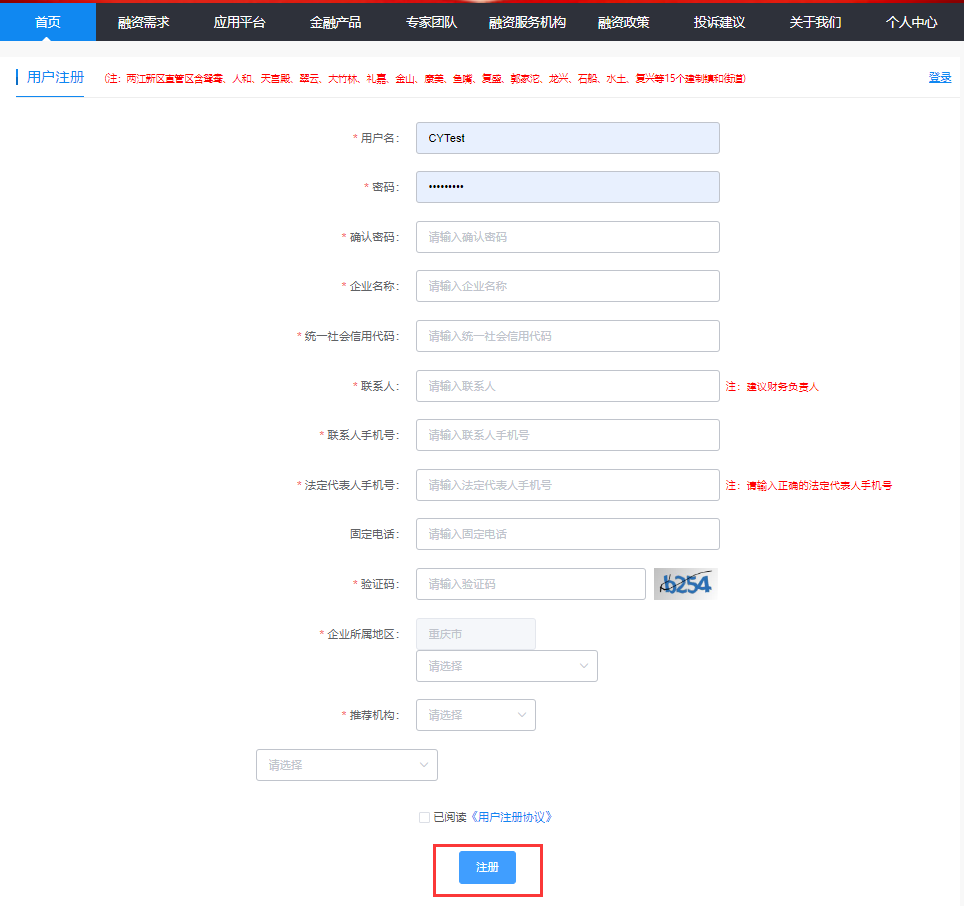 首页 融资需求 应用平台 金融产品 专家团队 融资服务机构 融资政策 投诉建议 关于我们 个人中心
用户注册 (注：两江新区直管区含鸳鸯、人和、天宫殿、翠云、大竹林、礼嘉、金山、康美、鱼嘴、复盛、郭家沱、龙兴、石船、水土、复兴等15个建制镇和街道) 登录
* 用户名： CYTest
* 密码： •••••••••
* 确认密码： 请输入确认密码
* 企业名称： 请输入企业名称
* 统一社会信用代码： 请输入统一社会信用代码
* 联系人： 请输入联系人 注：建议财务负责人
* 联系人手机号： 请输入联系人手机号
* 法定代表人手机号： 请输入法定代表人手机号 注：请输入正确的法定代表人手机号
固定电话： 请输入固定电话
* 验证码： 请输入验证码 b254
* 企业所属地区： 重庆市
请选择
* 推荐机构： 请选择
请选择
已阅读《用户注册协议》
注册